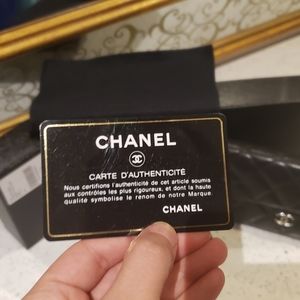 CHANEL
CARTE D'AUTHENTICITÉ
Nous certifions l'authenticité de cet article soumis
aux contrôles les plus rigoureux, et dont la haute
qualité symbolise le renom de notre Marque
CHANEL